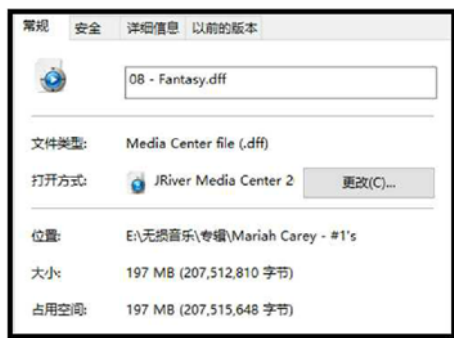 常规 安全 详细信息 以前的版本
08 - Fantasy.dff
文件类型: Media Center file (.dff)
打开方式: JRiver Media Center 2 更改(C)...
位置: E:\无损音乐\专辑\Mariah Carey - #1's
大小: 197 MB (207,512,810 字节)
占用空间: 197 MB (207,515,648 字节)